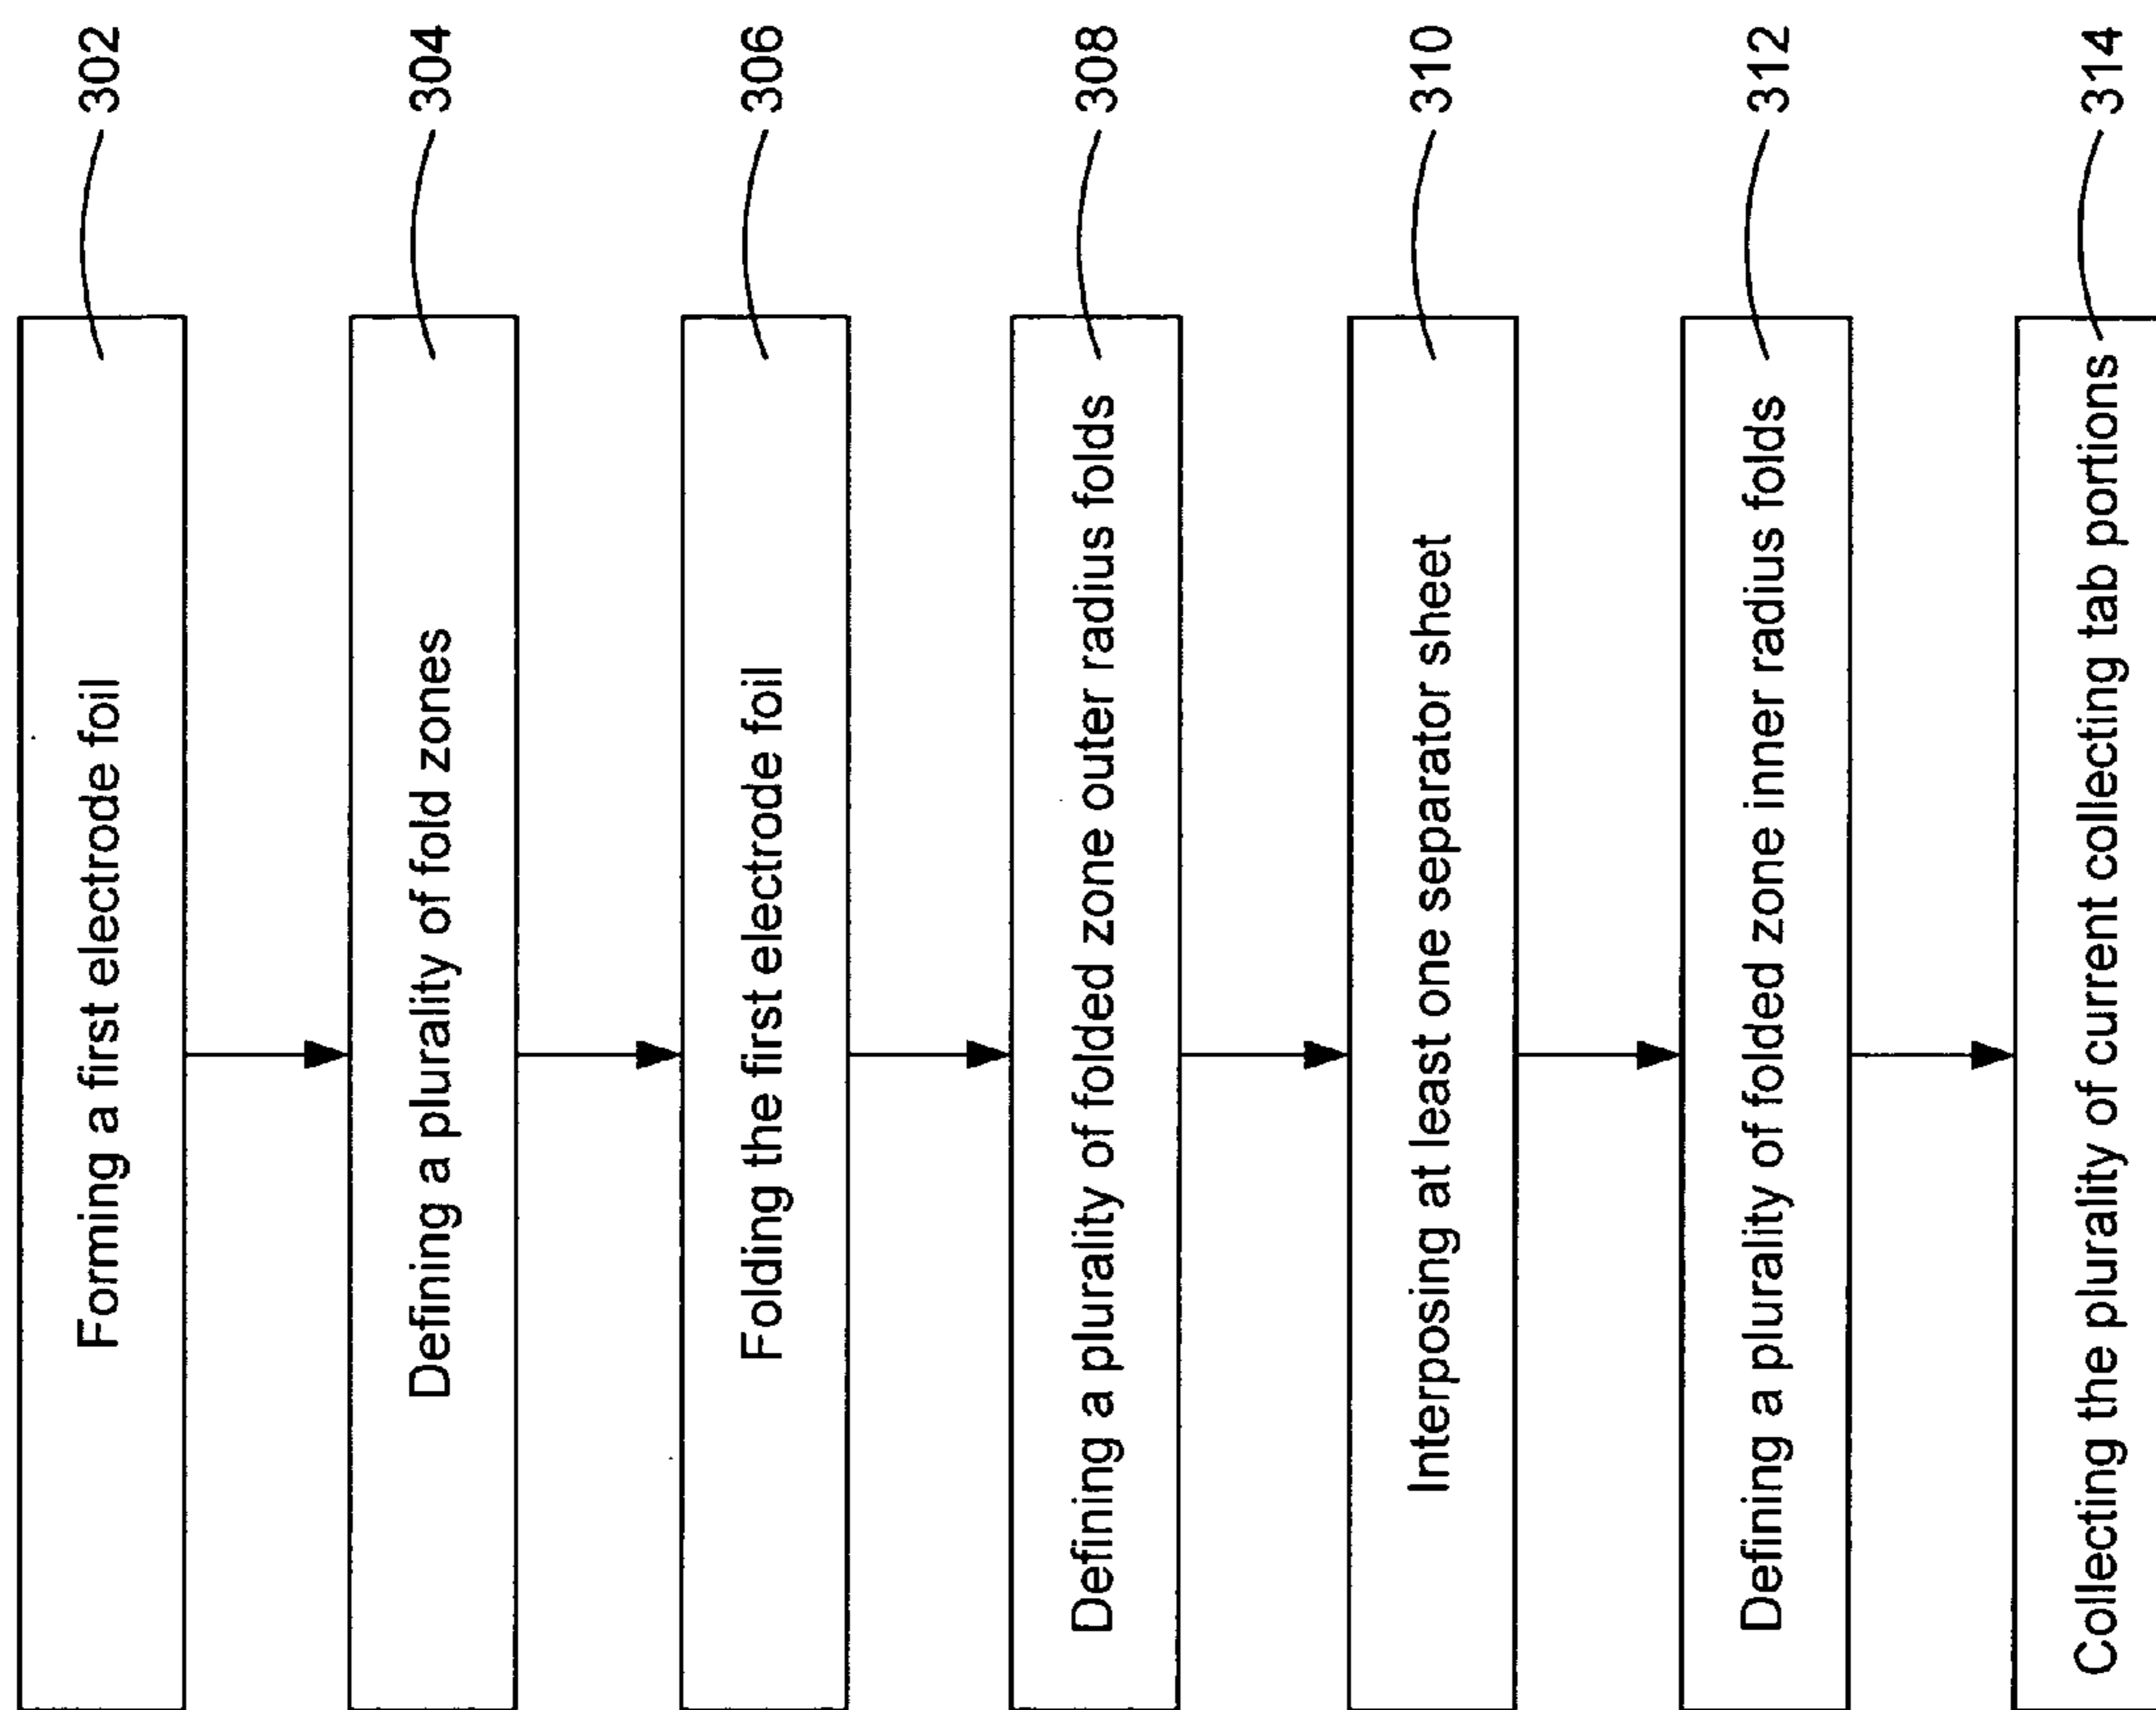 Forming a first electrode foil
302
Defining a plurality of fold zones
304
Folding the first electrode foil
306
Defining a plurality of folded zone outer radius folds
308
Interposing at least one separator sheet
310
Defining a plurality of folded zone inner radius folds
312
Collecting the plurality of current collecting tab portions
314